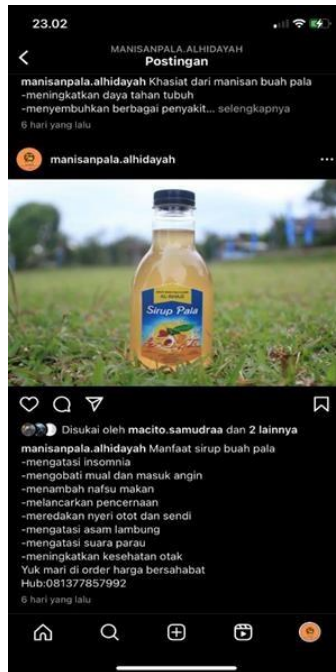 23.02
MANISANPALA.ALHIDAYAH
Postingan
manisanpala.alhidayah Khasiat dari manisan buah pala
-meningkatkan daya tahan tubuh
-menyembuhkan berbagai penyakit... selengkapnya
6 hari yang lalu
manisanpala.alhidayah
Sirup Pala
Disukai oleh macito.samudraa dan 2 lainnya
manisanpala.alhidayah Manfaat sirup buah pala
-mengatasi insomnia
-mengobati mual dan masuk angin
-menambah nafsu makan
-melancarkan pencernaan
-meredakan nyeri otot dan sendi
-mengatasi asam lambung
-mengatasi suara parau
-meningkatkan kesehatan otak
Yuk mari di order harga bersahabat
Hub:081377857992
6 hari yang lalu